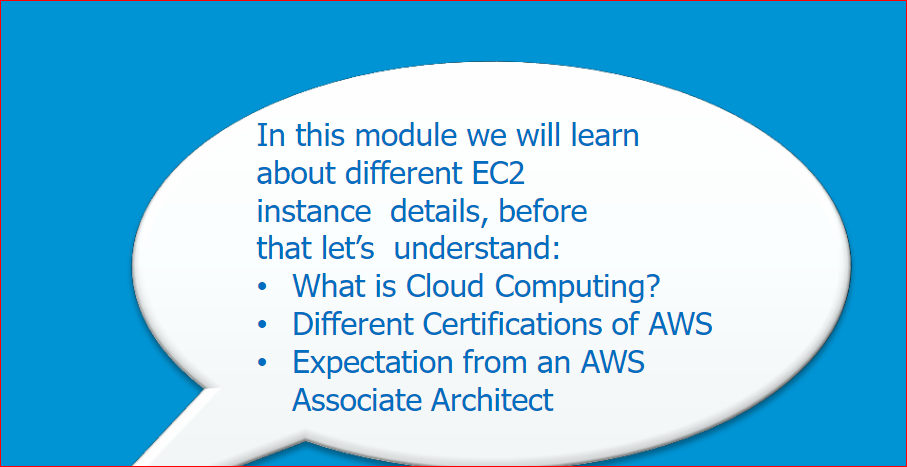 In this module we will learn
about different EC2
instance  details, before
that let’s  understand:
• What is Cloud Computing?
• Different Certifications of AWS
• Expectation from an AWS
Associate Architect